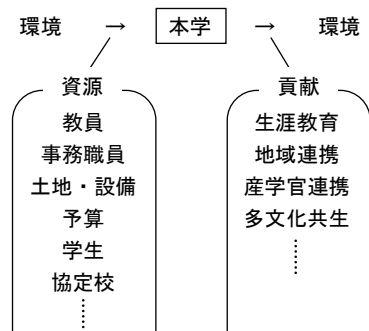 環境 → 本学 → 環境
資源
教員
事務職員
土地・設備
予算
学生
協定校
貢献
生涯教育
地域連携
産学官連携
多文化共生